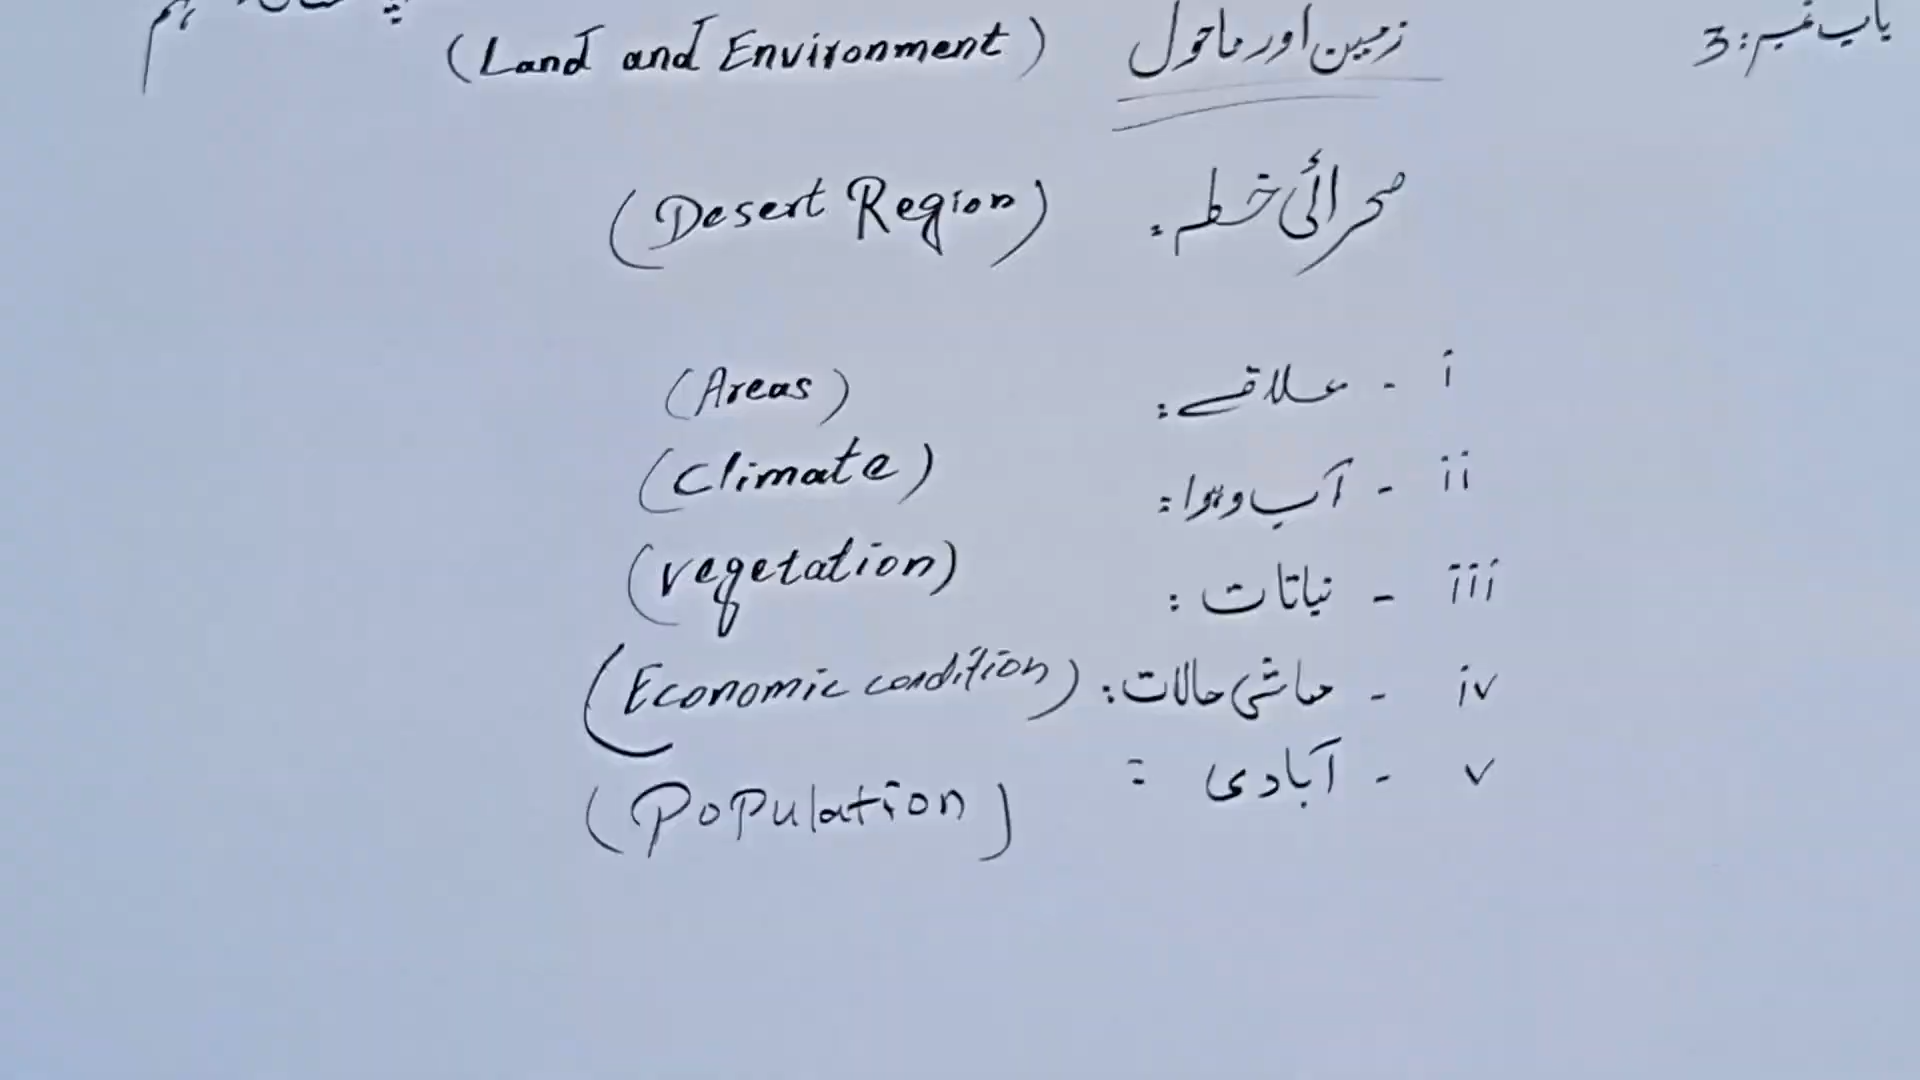 باب نمبر: 3 زمین اور ماحول (Land and Environment)
صحرائی خطہ: (Desert Region)
i - علاقے: (Areas)
ii - آب و ہوا: (Climate)
iii - نباتات: (vegetation)
iv - معاشی حالات: (Economic condition)
v - آبادی: (Population)